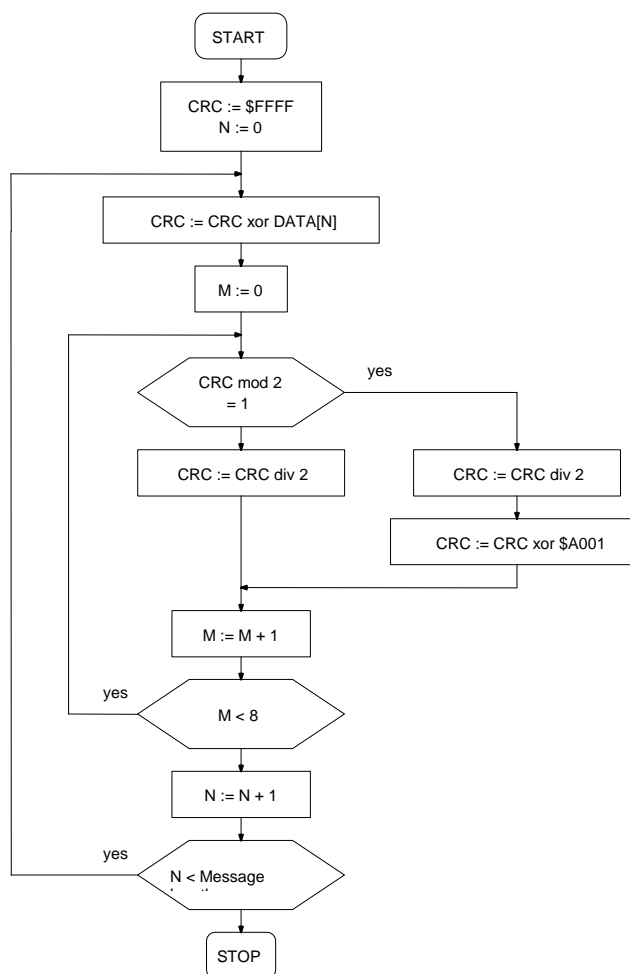 START
CRC := $FFFF
N := 0
CRC := CRC xor DATA[N]
M := 0
CRC mod 2
= 1
yes
CRC := CRC div 2
CRC := CRC div 2
CRC := CRC xor $A001
M := M + 1
yes
M < 8
N := N + 1
yes
N < Message
STOP